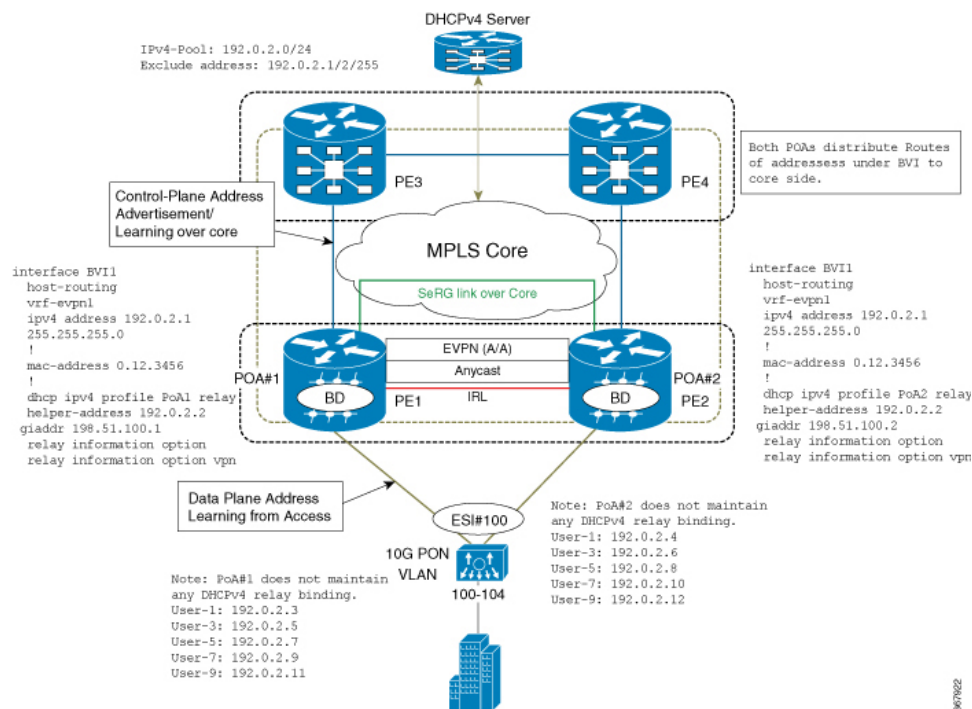 DHCPv4 Server
IPv4-Pool: 192.0.2.0/24
Exclude address: 192.0.2.1/2/255
PE3
PE4
Both POAs distribute Routes
of addressess under BVI to
core side.
Control-Plane Address
Advertisement/
Learning over core
MPLS Core
SeRG link over Core
interface BVI1
host-routing
vrf-evpn1
ipv4 address 192.0.2.1
255.255.255.0
!
mac-address 0.12.3456
!
dhcp ipv4 profile PoA1 relay
helper-address 192.0.2.2
giaddr 198.51.100.1
relay information option
relay information option vpn
POA#1
BD
PE1
EVPN (A/A)
Anycast
IRL
POA#2
BD
PE2
interface BVI1
host-routing
vrf-evpn1
ipv4 address 192.0.2.1
255.255.255.0
!
mac-address 0.12.3456
!
dhcp ipv4 profile PoA2 relay
helper-address 192.0.2.2
giaddr 198.51.100.2
relay information option
relay information option vpn
Data Plane Address
Learning from Access
ESI#100
10G PON
VLAN
100-104
Note: PoA#1 does not maintain
any DHCPv4 relay binding.
User-1: 192.0.2.3
User-3: 192.0.2.5
User-5: 192.0.2.7
User-7: 192.0.2.9
User-9: 192.0.2.11
Note: PoA#2 does not maintain
any DHCPv4 relay binding.
User-1: 192.0.2.4
User-3: 192.0.2.6
User-5: 192.0.2.8
User-7: 192.0.2.10
User-9: 192.0.2.12
367922